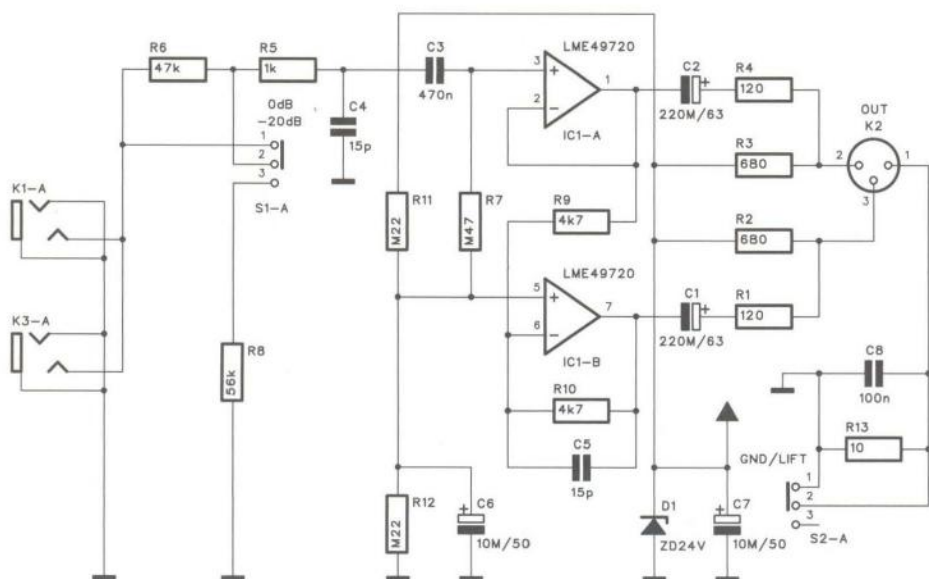 R6
47k
R5
1k
0dB
-20dB
1
2
3
S1-A
C4
15p
C3
470n
LME49720
3
2
1
IC1-A
C2
220M/63
R4
120
R3
680
OUT
K2
2
1
3
K1-A
K3-A
R8
56k
R11
M22
R7
M47
R9
4k7
R2
680
LME49720
5
6
7
IC1-B
C1
220M/63
R1
120
R10
4k7
C5
15p
C8
100n
R13
10
GND/LIFT
1
2
3
S2-A
R12
M22
C6
10M/50
D1
ZD24V
C7
10M/50